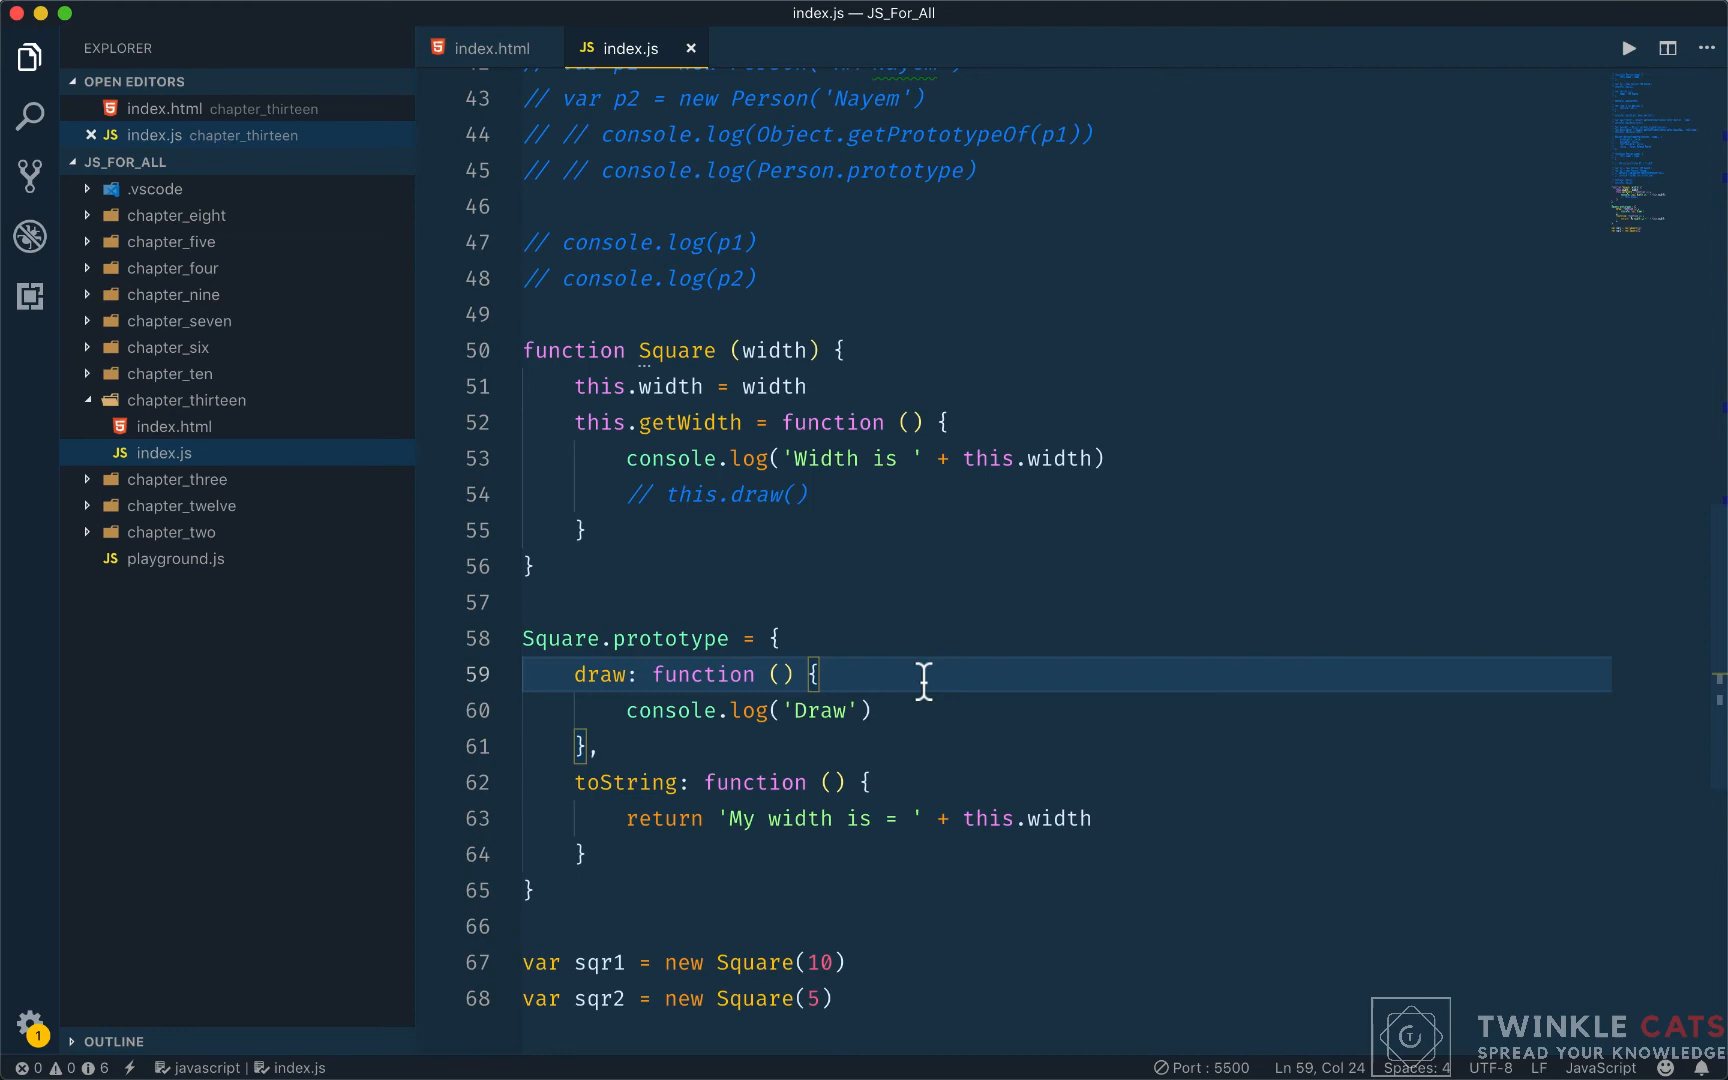 index.js — JS_For_All
EXPLORER
OPEN EDITORS
index.html chapter_thirteen
JS index.js chapter_thirteen
JS_FOR_ALL
.vscode
chapter_eight
chapter_five
chapter_four
chapter_nine
chapter_seven
chapter_six
chapter_ten
chapter_thirteen
index.html
JS index.js
chapter_three
chapter_twelve
chapter_two
JS playground.js
OUTLINE
index.html
JS index.js
43 // var p2 = new Person('Nayem')
44 // // console.log(Object.getPrototypeOf(p1))
45 // // console.log(Person.prototype)
46
47 // console.log(p1)
48 // console.log(p2)
49
50 function Square (width) {
51 this.width = width
52 this.getWidth = function () {
53 console.log('Width is ' + this.width)
54 // this.draw()
55 }
56 }
57
58 Square.prototype = {
59 draw: function () {
60 console.log('Draw')
61 },
62 toString: function () {
63 return 'My width is = ' + this.width
64 }
65 }
66
67 var sqr1 = new Square(10)
68 var sqr2 = new Square(5)
1
TWINKLE CATS
SPREAD YOUR KNOWLEDGE
0 0 6 javascript index.js Port : 5500 Ln 59, Col 24 Spaces: 4 UTF-8 LF JavaScript